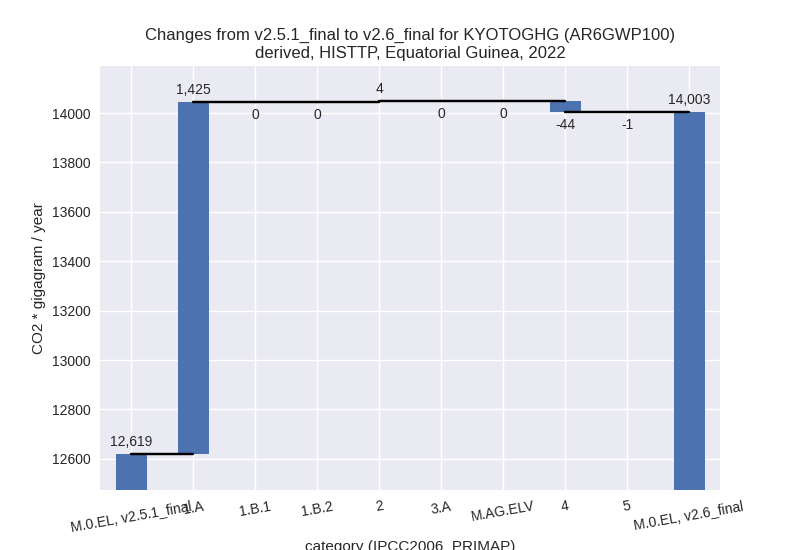 Changes from v2.5.1_final to v2.6_final for KYOTOGHG (AR6GWP100)
derived, HISTTP, Equatorial Guinea, 2022
CO2 * gigagram / year
14000
13800
13600
13400
13200
13000
12800
12600
12,619
1,425
0
0
4
0
0
-44
-1
14,003
M.0.EL, v2.5.1_final
1.A
1.B.1
1.B.2
2
3.A
M.AG.ELV
4
5
M.0.EL, v2.6_final
category (IPCC2006_PRIMAP)